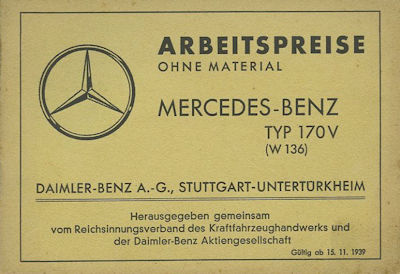 ARBEITSPREISE
OHNE MATERIAL
MERCEDES-BENZ
TYP 170 V
(W 136)
DAIMLER-BENZ A.-G., STUTTGART-UNTERTÜRKHEIM
Herausgegeben gemeinsam
vom Reichsinnungsverband des Kraftfahrzeughandwerks und
der Daimler-Benz Aktiengesellschaft
Gültig ab 15. 11. 1939